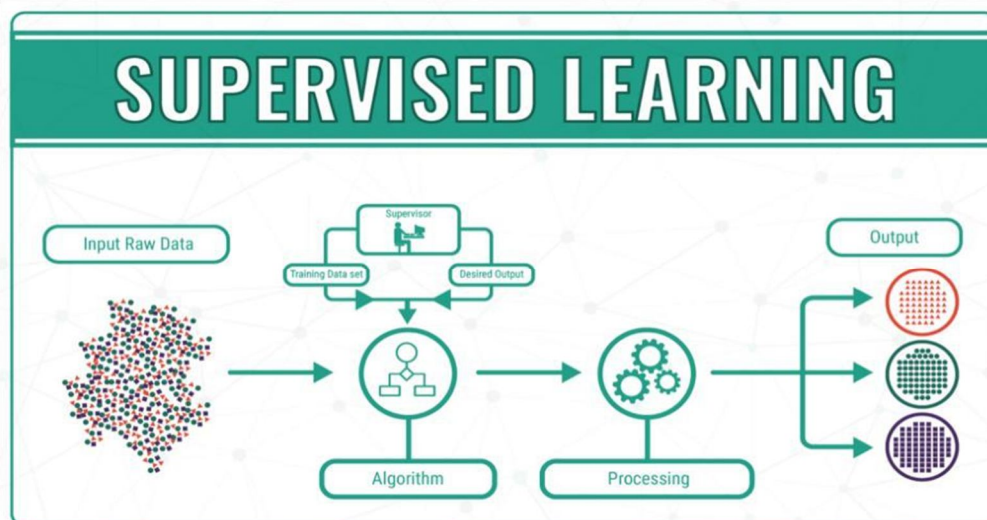 SUPERVISED LEARNING
Input Raw Data
Supervisor
Training Data set
Desired Output
Algorithm
Processing
Output